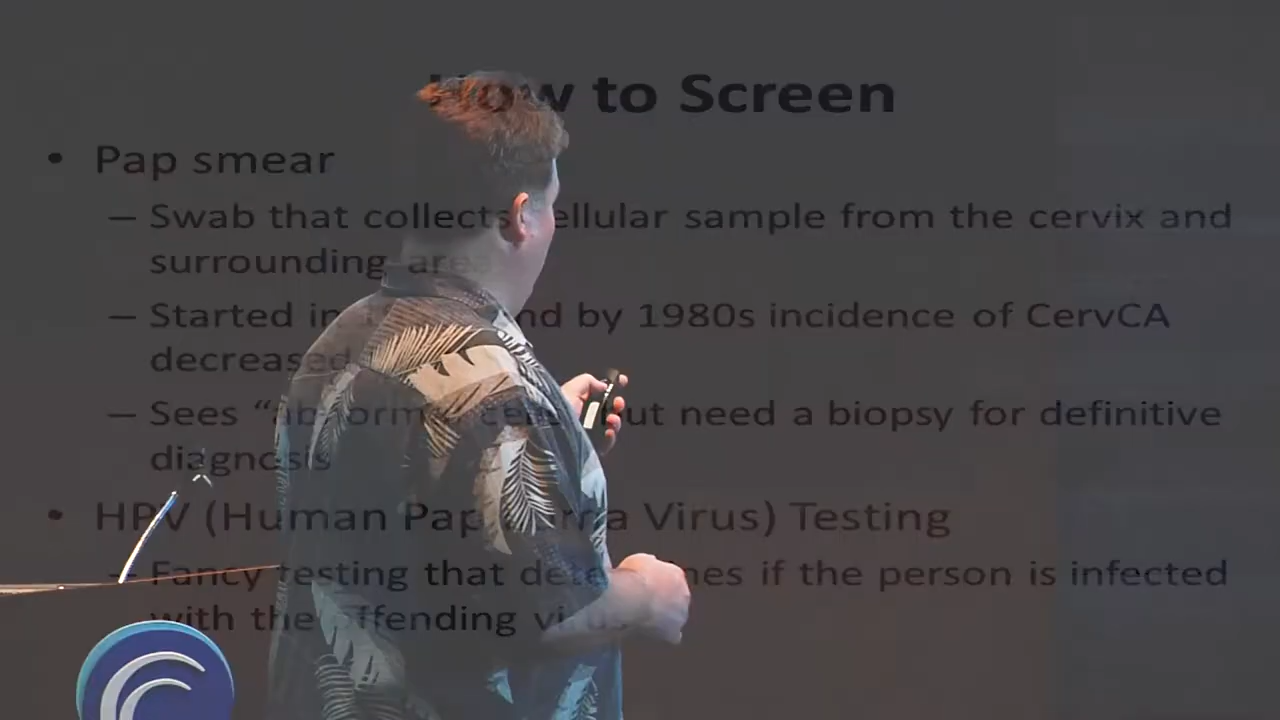 How to Screen
• Pap smear
– Swab that collects cellular sample from the cervix and
surrounding area
– Started in and by 1980s incidence of CervCA
decreased
– Sees “abnormal cells” but need a biopsy for definitive
diagnosis
• HPV (Human Papilloma Virus) Testing
– Fancy testing that determines if the person is infected
with the offending virus